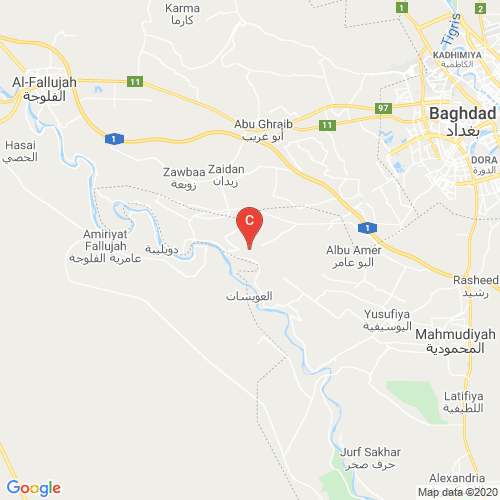 Karma
كارما
1
Tigris
KADHIMIYA
الكاظمية
Al-Fallujah
الفلوجة
11
97
Baghdad
بغداد
Abu Ghraib
أبو غريب
11
1
Hasai
الحصي
Zaidan
زيدان
Zawbaa
زوبعة
DORA
الدورة
C
1
Amiriyat
Fallujah
عامرية الفلوجة
دويليبة
Albu Amer
البو عامر
Rasheed
رشيد
العويسات
Yusufiya
اليوسيفية
Mahmudiyah
المحمودية
Latifiya
اللطيفية
Jurf Sakhar
جرف صخر
Alexandria
Google
Map data ©2020